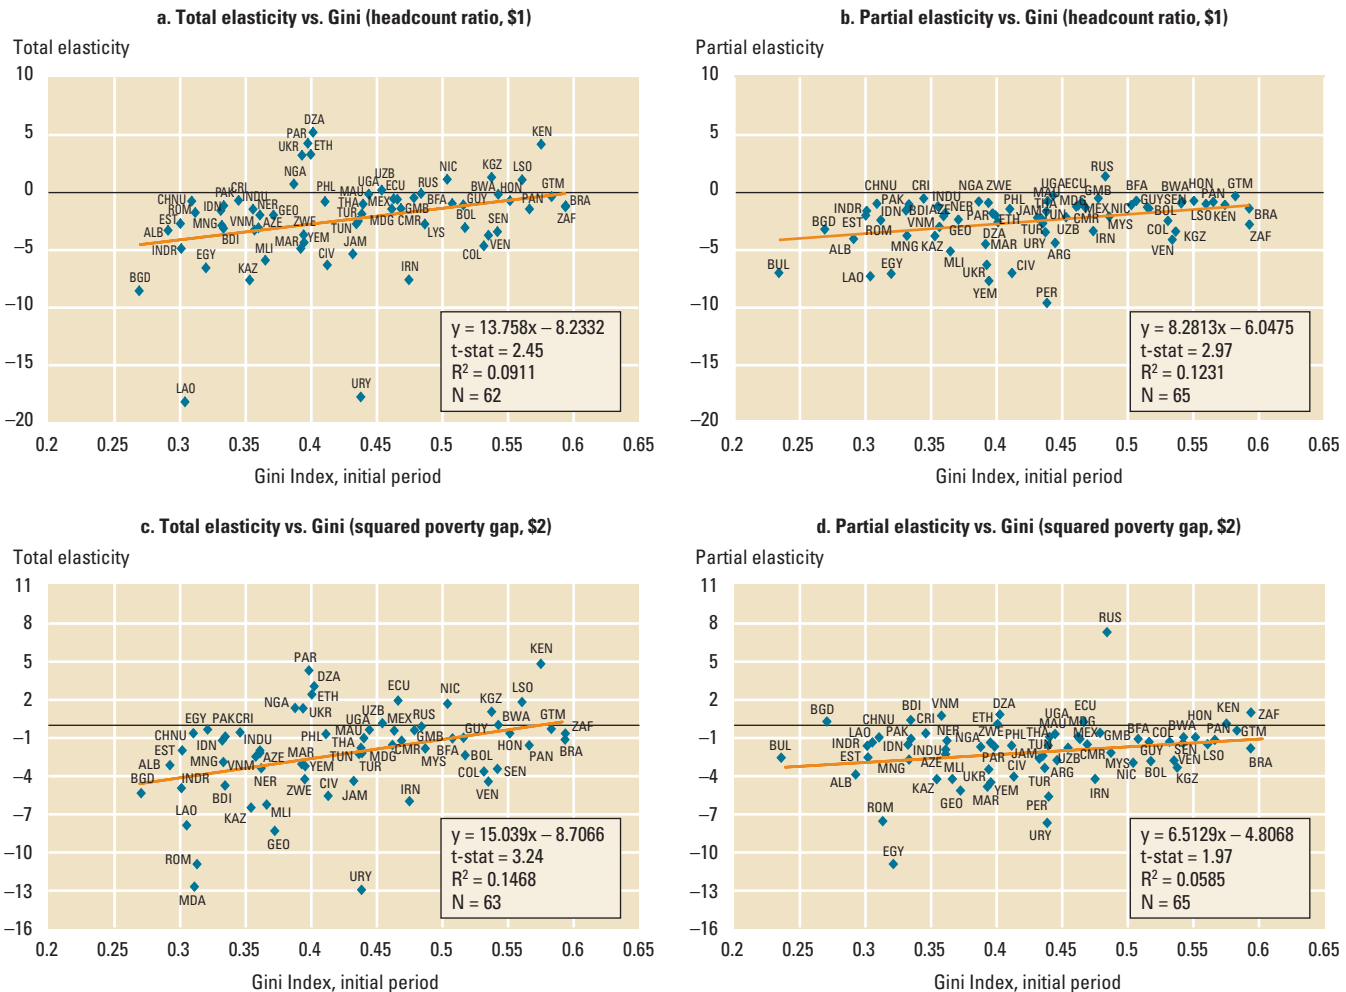 a. Total elasticity vs. Gini (headcount ratio, $1)
Total elasticity
10
5
0
–5
–10
–15
–20
0.2 0.25 0.3 0.35 0.4 0.45 0.5 0.55 0.6 0.65
Gini Index, initial period
DZA
PAR
UKR ETH
KEN
NGA
NIC KGZ LSO
UZB
UGA ECU RUS
CHNU PAK CRI INDU PHL MAU BWA HON GTM
ROM IDN NER GEO THA MEX GMB BFA GUY PAN BRA
EST MNG VNM AZE ZWE TUR CMR BOL ZAF
ALB BDI MAR YEM TUN MDG LYS SEN
INDR EGY MLI CIV JAM COL VEN
BGD KAZ IRN
LAO URY
y = 13.758x – 8.2332
t-stat = 2.45
R² = 0.0911
N = 62
b. Partial elasticity vs. Gini (headcount ratio, $1)
Partial elasticity
10
5
0
–5
–10
–15
–20
0.2 0.25 0.3 0.35 0.4 0.45 0.5 0.55 0.6 0.65
Gini Index, initial period
RUS
CHNU CRI NGA ZWE UGA ECU BFA BWA HON GTM
PAK INDU PHL MAU GMB GUY SEN PAN
INDR IDN BDI AZE NEB PAR JAM THA MDG MEX NIC BOL LSO KEN BRA
BGD EST VNM ETH TUN CMR MYS
ROM GEO DZA TUR UZB IRN COL KGZ ZAF
ALB MNG KAZ MAR URY ARG VEN
BUL LAO EGY MLI UKR CIV
YEM PER
y = 8.2813x – 6.0475
t-stat = 2.97
R² = 0.1231
N = 65
c. Total elasticity vs. Gini (squared poverty gap, $2)
Total elasticity
11
8
5
2
–1
–4
–7
–10
–13
–16
0.2 0.25 0.3 0.35 0.4 0.45 0.5 0.55 0.6 0.65
Gini Index, initial period
PAR KEN
DZA
NGA ETH ECU NIC KGZ LSO
UKR UZB
EGY PAK CRI UGA RUS BWA GTM
CHNU INDU PHL MAU MEX GMB GUY ZAF
EST IDN AZE MAR THA CMR BFA HON BRA
ALB MNG VNM YEM TUN MDG MYS BOL PAN
BGD INDR NER ZWE CIV TUR COL SEN
BDI JAM IRN VEN
LAO KAZ MLI
GEO
ROM
MDA URY
y = 15.039x – 8.7066
t-stat = 3.24
R² = 0.1468
N = 63
d. Partial elasticity vs. Gini (squared poverty gap, $2)
Partial elasticity
11
8
5
2
–1
–4
–7
–10
–13
–16
0.2 0.25 0.3 0.35 0.4 0.45 0.5 0.55 0.6 0.65
Gini Index, initial period
RUS
BGD BDI VNM DZA UGA ECU KEN ZAF
CHNU CRI ETH MAU MDG HON
LAO PAK NER ZWE PHL THA GMB BFA COL BWA PAN GTM
BUL INDR IDN INDU NGA PAR JAM TUN MEX GUY SEN LSO BRA
EST MNG AZE MLI CIV UZB CMR MYS VEN
ALB KAZ UKR YEM TUR ARG NIC BOL KGZ
GEO MAR PER IRN
ROM URY
EGY
y = 6.5129x – 4.8068
t-stat = 1.97
R² = 0.0585
N = 65